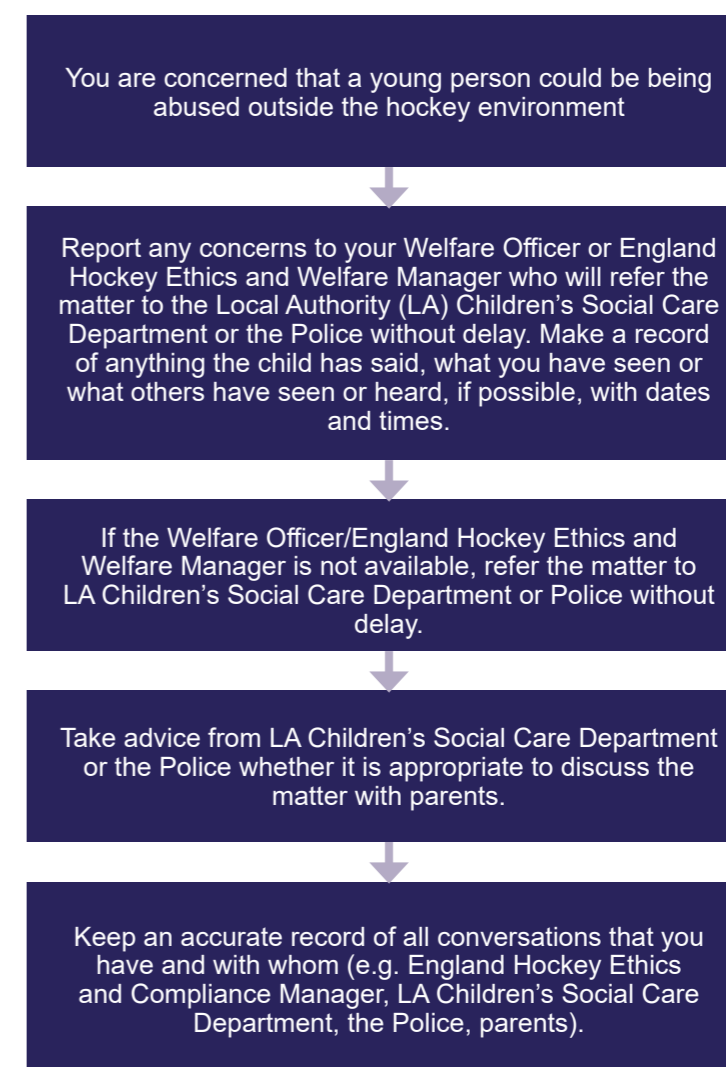 You are concerned that a young person could be being
abused outside the hockey environment
Report any concerns to your Welfare Officer or England
Hockey Ethics and Welfare Manager who will refer the
matter to the Local Authority (LA) Children’s Social Care
Department or the Police without delay. Make a record
of anything the child has said, what you have seen or
what others have seen or heard, if possible, with dates
and times.
If the Welfare Officer/England Hockey Ethics and
Welfare Manager is not available, refer the matter to
LA Children’s Social Care Department or Police without
delay.
Take advice from LA Children’s Social Care Department
or the Police whether it is appropriate to discuss the
matter with parents.
Keep an accurate record of all conversations that you
have and with whom (e.g. England Hockey Ethics
and Compliance Manager, LA Children’s Social Care
Department, the Police, parents).